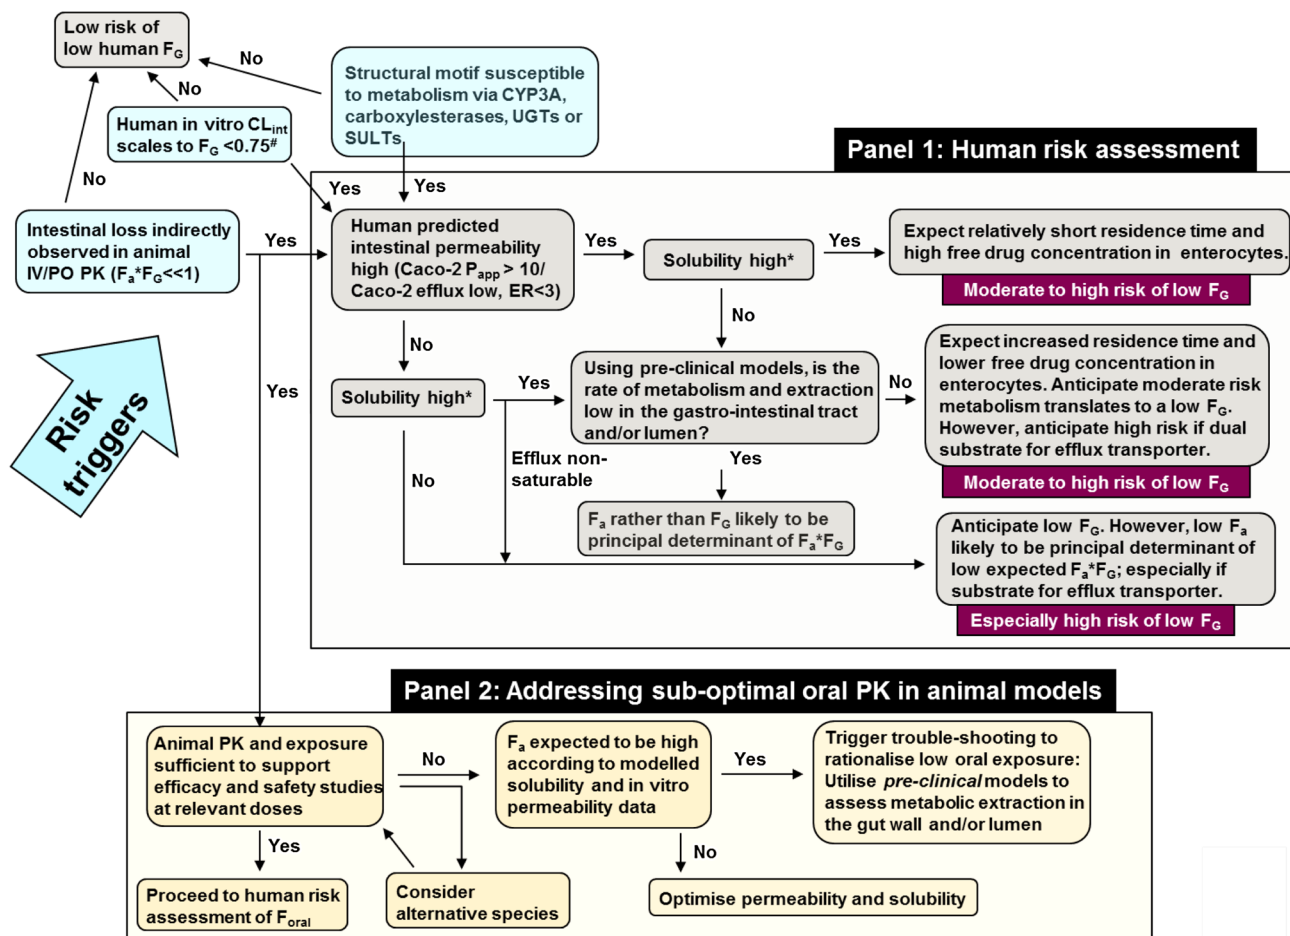 Low risk of
low human FG
No
No
No
Structural motif susceptible
to metabolism via CYP3A,
carboxylesterases, UGTs or
SULTs
Human in vitro CLint
scales to FG <0.75#
Yes
Yes
Intestinal loss indirectly
observed in animal
IV/PO PK (Fa*FG<<1)
Yes
Yes
Risk
triggers
Panel 1: Human risk assessment
Human predicted
intestinal permeability
high (Caco-2 Papp > 10/
Caco-2 efflux low, ER<3)
Yes
Solubility high*
Yes
Expect relatively short residence time and
high free drug concentration in enterocytes.
Moderate to high risk of low FG
No
No
Solubility high*
Yes
Using pre-clinical models, is the
rate of metabolism and extraction
low in the gastro-intestinal tract
and/or lumen?
No
Expect increased residence time and
lower free drug concentration in
enterocytes. Anticipate moderate risk
metabolism translates to a low FG.
However, anticipate high risk if dual
substrate for efflux transporter.
Moderate to high risk of low FG
No
Efflux non-
saturable
Yes
Fa rather than FG likely to be
principal determinant of Fa*FG
Anticipate low FG. However, low Fa
likely to be principal determinant of
low expected Fa*FG; especially if
substrate for efflux transporter.
Especially high risk of low FG
Panel 2: Addressing sub-optimal oral PK in animal models
Animal PK and exposure
sufficient to support
efficacy and safety studies
at relevant doses
No
Fa expected to be high
according to modelled
solubility and in vitro
permeability data
Yes
Trigger trouble-shooting to
rationalise low oral exposure:
Utilise pre-clinical models to
assess metabolic extraction in
the gut wall and/or lumen
Yes
No
Proceed to human risk
assessment of Foral
Consider
alternative species
Optimise permeability and solubility